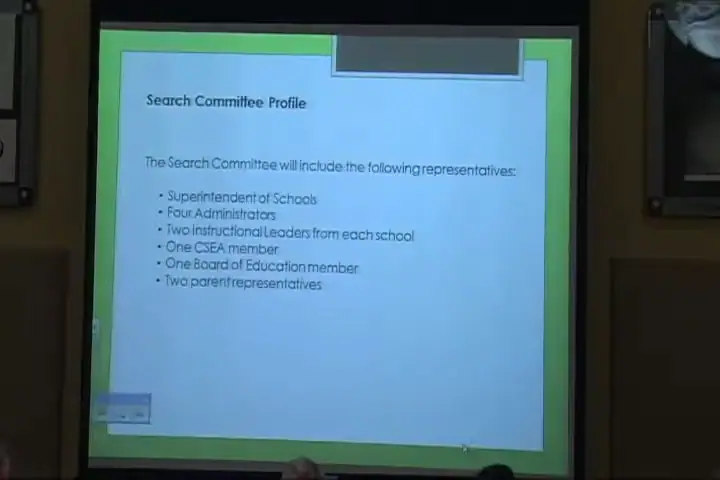 Search Committee Profile
The Search Committee will include the following representatives:
• Superintendent of Schools
• Four Administrators
• Two Instructional Leaders from each school
• One CSEA member
• One Board of Education member
• Two parent representatives